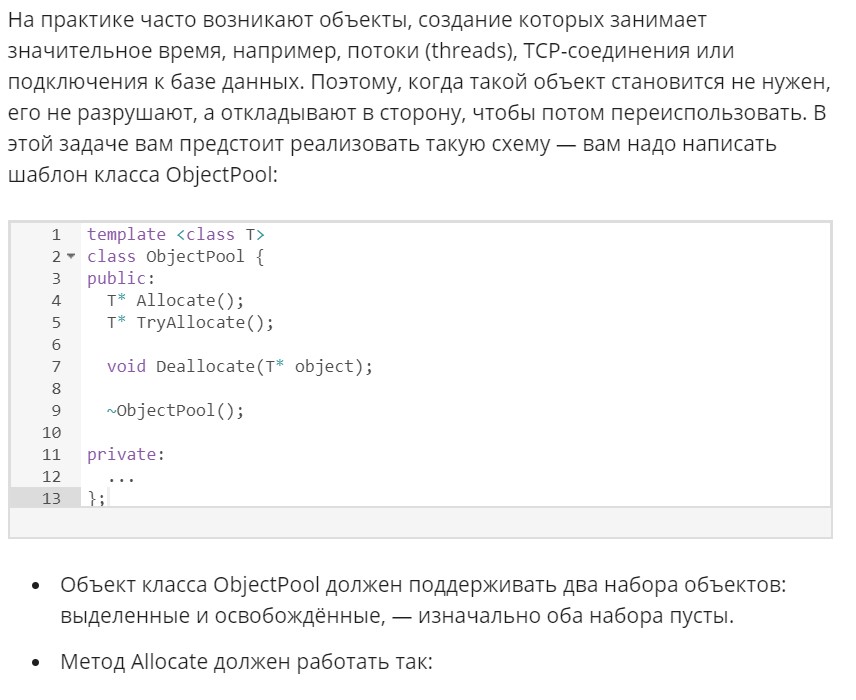 На практике часто возникают объекты, создание которых занимает
значительное время, например, потоки (threads), TCP-соединения или
подключения к базе данных. Поэтому, когда такой объект становится не нужен,
его не разрушают, а откладывают в сторону, чтобы потом переиспользовать. В
этой задаче вам предстоит реализовать такую схему — вам надо написать
шаблон класса ObjectPool:
1 template <class T>
2 class ObjectPool {
3 public:
4 T* Allocate();
5 T* TryAllocate();
6
7 void Deallocate(T* object);
8
9 ~ObjectPool();
10
11 private:
12 ...
13 };
• Объект класса ObjectPool должен поддерживать два набора объектов:
выделенные и освобождённые, — изначально оба набора пусты.
• Метод Allocate должен работать так: